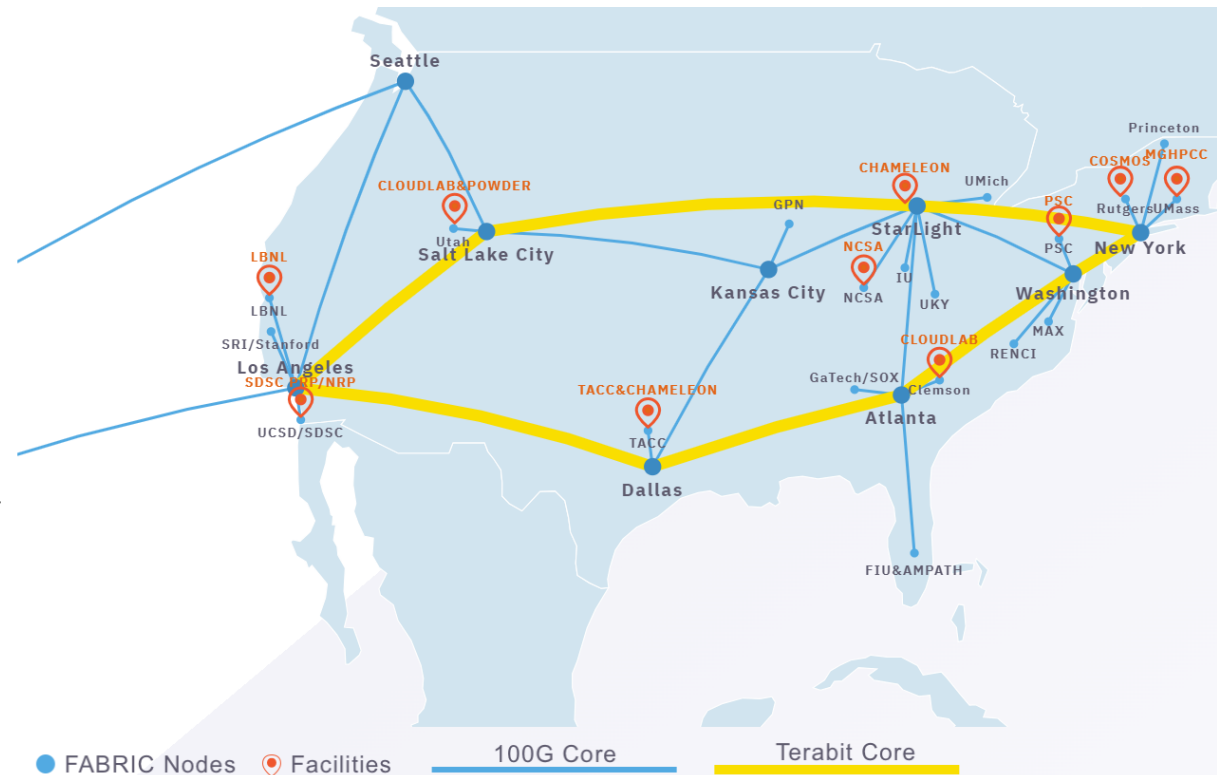 Seattle
Princeton
COSMOS
MGHPCC
CHAMELEON
UMich
CLOUDLAB&POWDER
GPN
PSC
Rutgers
UMass
StarLight
Utah
Salt Lake City
NCSA
PSC
New York
LBNL
IU
Kansas City
NCSA
UKY
Washington
LBNL
MAX
SRI/Stanford
CLOUDLAB
RENCI
Los Angeles
SDSC PRP/NRP
GaTech/SOX
Clemson
TACC&CHAMELEON
Atlanta
UCSD/SDSC
TACC
Dallas
FIU&AMPATH
FABRIC Nodes
Facilities
100G Core
Terabit Core